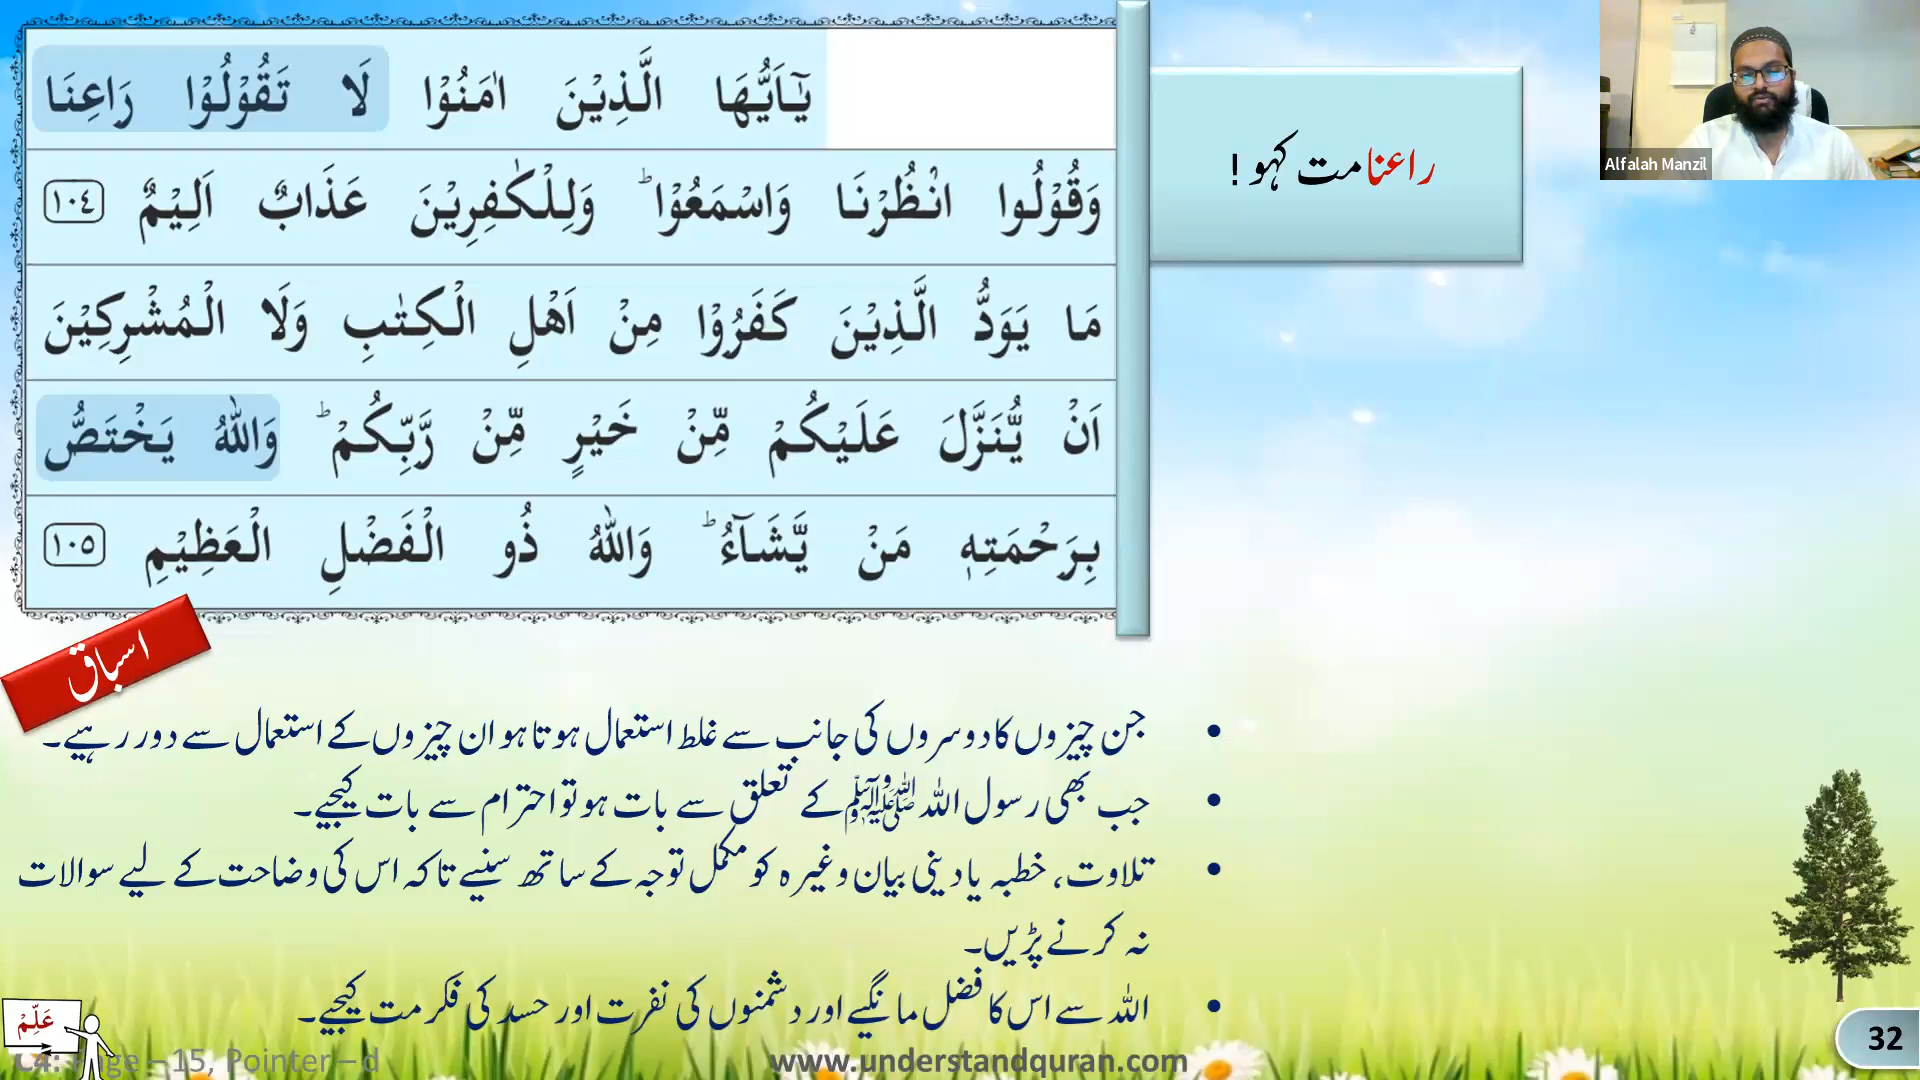 يٰٓاَيُّهَا الَّذِيْنَ اٰمَنُوْا لَا تَقُوْلُوْا رَاعِنَا
وَقُوْلُوا انْظُرْنَا وَاسْمَعُوْا ؕ وَلِلْكٰفِرِيْنَ عَذَابٌ اَلِيْمٌ ١٠٤
مَا يَوَدُّ الَّذِيْنَ كَفَرُوْا مِنْ اَهْلِ الْكِتٰبِ وَلَا الْمُشْرِكِيْنَ
اَنْ يُّنَزَّلَ عَلَيْكُمْ مِّنْ خَيْرٍ مِّنْ رَّبِّكُمْ ؕ وَاللّٰهُ يَخْتَصُّ
بِرَحْمَتِهٖ مَنْ يَّشَآءُ ؕ وَاللّٰهُ ذُو الْفَضْلِ الْعَظِيْمِ ١٠٥
راعنا مت کہو !
Alfalah Manzil
اسباق
• جن چیزوں کا دوسروں کی جانب سے غلط استعمال ہوتا ہو ان چیزوں کے استعمال سے دور رہیے۔
• جب بھی رسول اللہ ﷺ کے تعلق سے بات ہو تو احترام سے بات کیجیے۔
• تلاوت، خطبہ یا دینی بیان وغیرہ کو مکمل توجہ کے ساتھ سنیے تاکہ اس کی وضاحت کے لیے سوالات
نہ کرنے پڑیں۔
• اللہ سے اس کا فضل مانگیے اور دشمنوں کی نفرت اور حسد کی فکر مت کیجیے۔
عَلِّمْ
C4: Page – 15, Pointer – d
www.understandquran.com
32